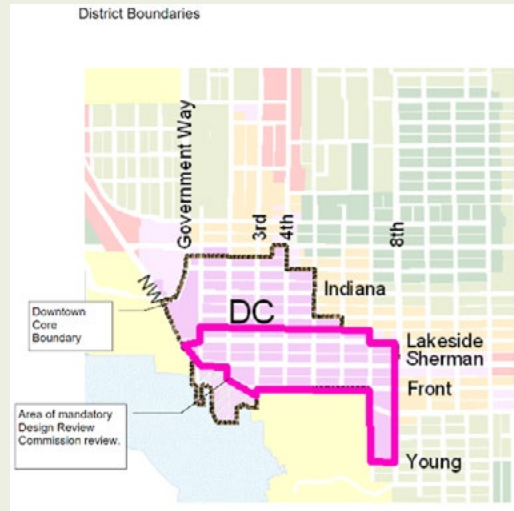 District Boundaries
Government Way
3rd
4th
8th
NW
Indiana
Downtown
Core
Boundary
DC
Lakeside
Sherman
Front
Area of mandatory
Design Review
Commission review.
Young